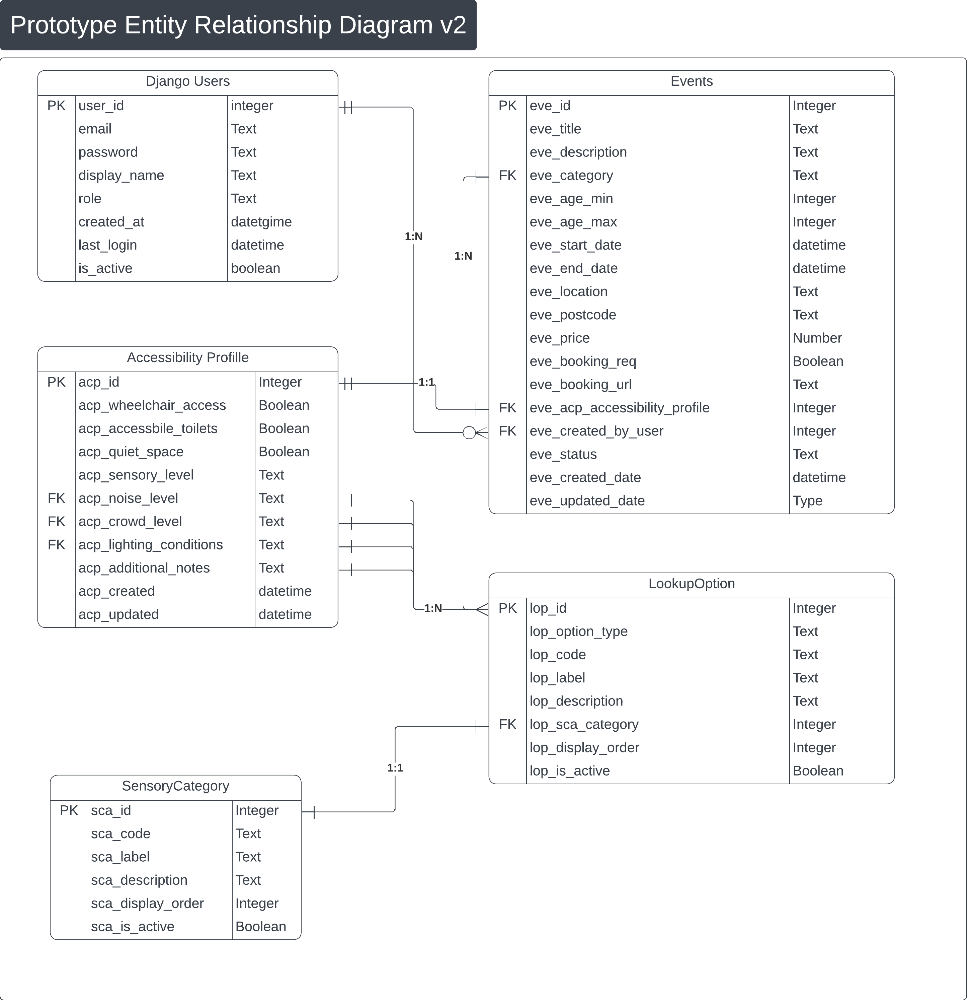 Prototype Entity Relationship Diagram v2
Django Users
PK user_id integer
email Text
password Text
display_name Text
role Text
created_at datetgime
last_login datetime
is_active boolean
Events
PK eve_id Integer
eve_title Text
eve_description Text
FK eve_category Text
eve_age_min Integer
eve_age_max Integer
eve_start_date datetime
eve_end_date datetime
eve_location Text
eve_postcode Text
eve_price Number
eve_booking_req Boolean
eve_booking_url Text
FK eve_acp_accessibility_profile Integer
FK eve_created_by_user Integer
eve_status Text
eve_created_date datetime
eve_updated_date Type
1:N
1:N
1:1
Accessibility Profille
PK acp_id Integer
acp_wheelchair_access Boolean
acp_accessbile_toilets Boolean
acp_quiet_space Boolean
acp_sensory_level Text
FK acp_noise_level Text
FK acp_crowd_level Text
FK acp_lighting_conditions Text
acp_additional_notes Text
acp_created datetime
acp_updated datetime
1:N
LookupOption
PK lop_id Integer
lop_option_type Text
lop_code Text
lop_label Text
lop_description Text
FK lop_sca_category Integer
lop_display_order Integer
lop_is_active Boolean
1:1
SensoryCategory
PK sca_id Integer
sca_code Text
sca_label Text
sca_description Text
sca_display_order Integer
sca_is_active Boolean